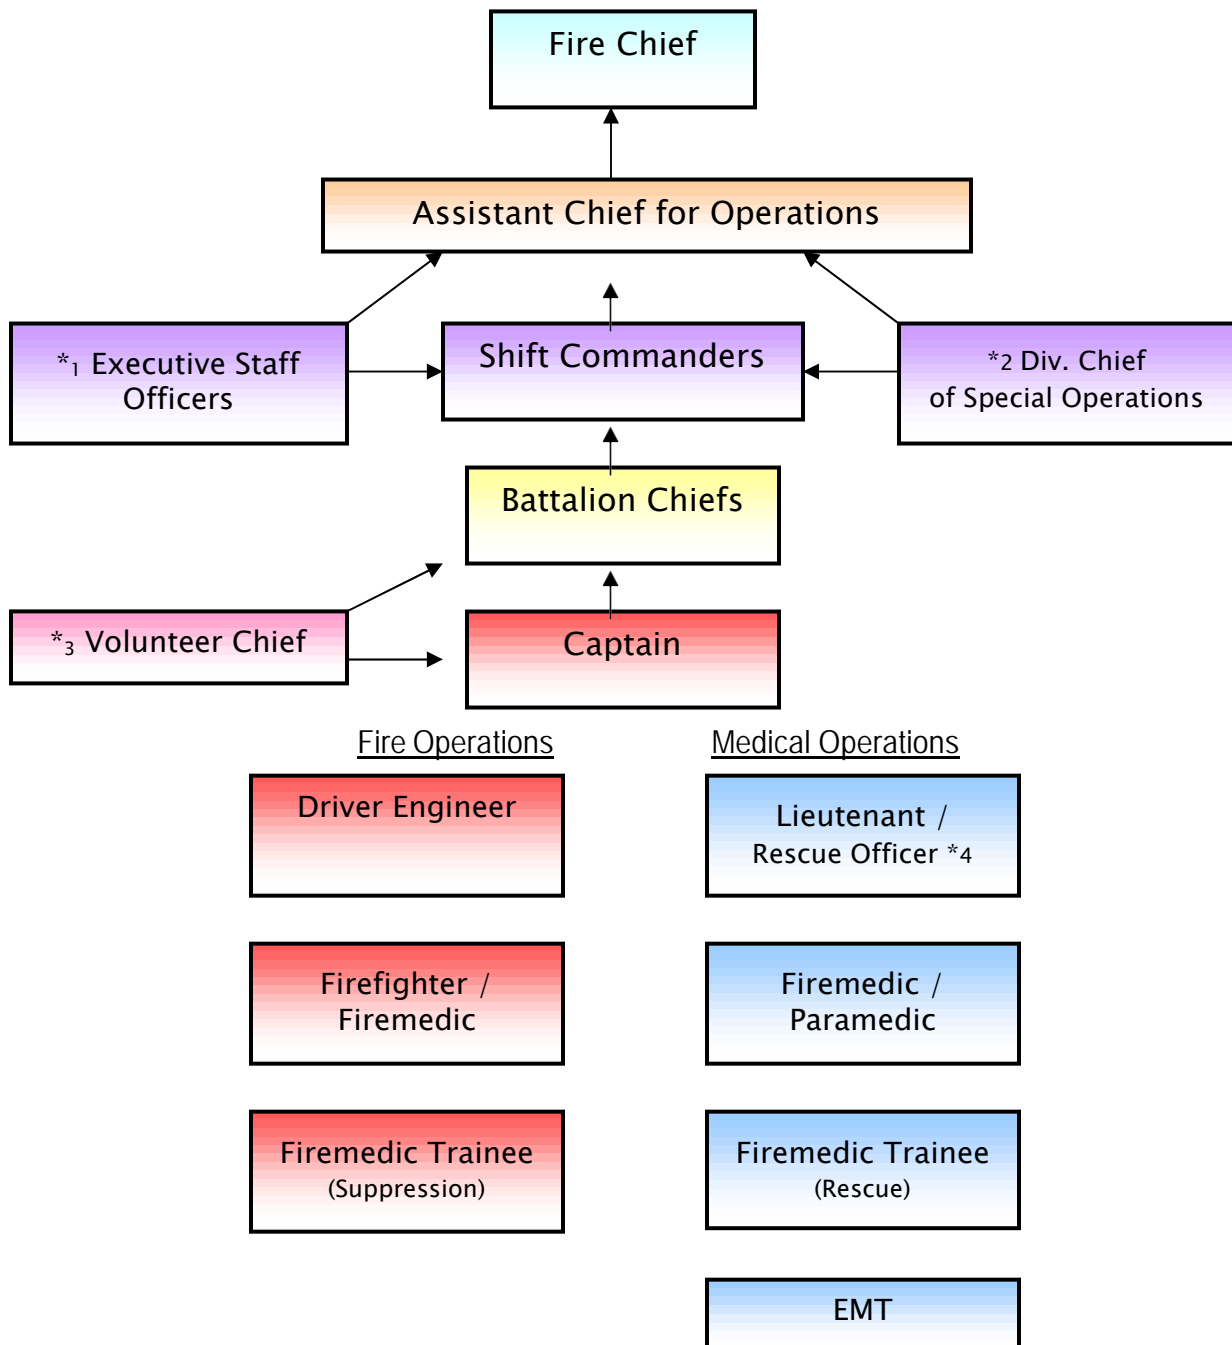 Fire Chief
Assistant Chief for Operations
*1 Executive Staff
Officers
Shift Commanders
*2 Div. Chief
of Special Operations
Battalion Chiefs
*3 Volunteer Chief
Captain
Fire Operations
Medical Operations
Driver Engineer
Lieutenant /
Rescue Officer *4
Firefighter /
Firemedic
Firemedic /
Paramedic
Firemedic Trainee
(Suppression)
Firemedic Trainee
(Rescue)
EMT